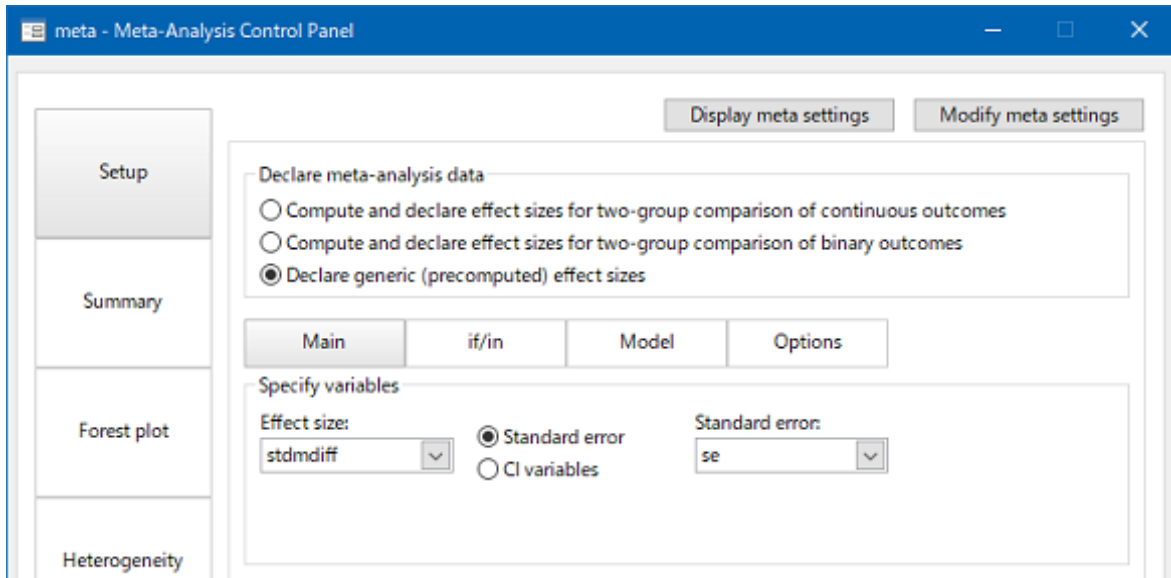 meta - Meta-Analysis Control Panel
Display meta settings
Modify meta settings
Setup
Summary
Forest plot
Heterogeneity
Declare meta-analysis data
Compute and declare effect sizes for two-group comparison of continuous outcomes
Compute and declare effect sizes for two-group comparison of binary outcomes
Declare generic (precomputed) effect sizes
Main
if/in
Model
Options
Specify variables
Effect size:
stdmdiff
Standard error
CI variables
Standard error:
se